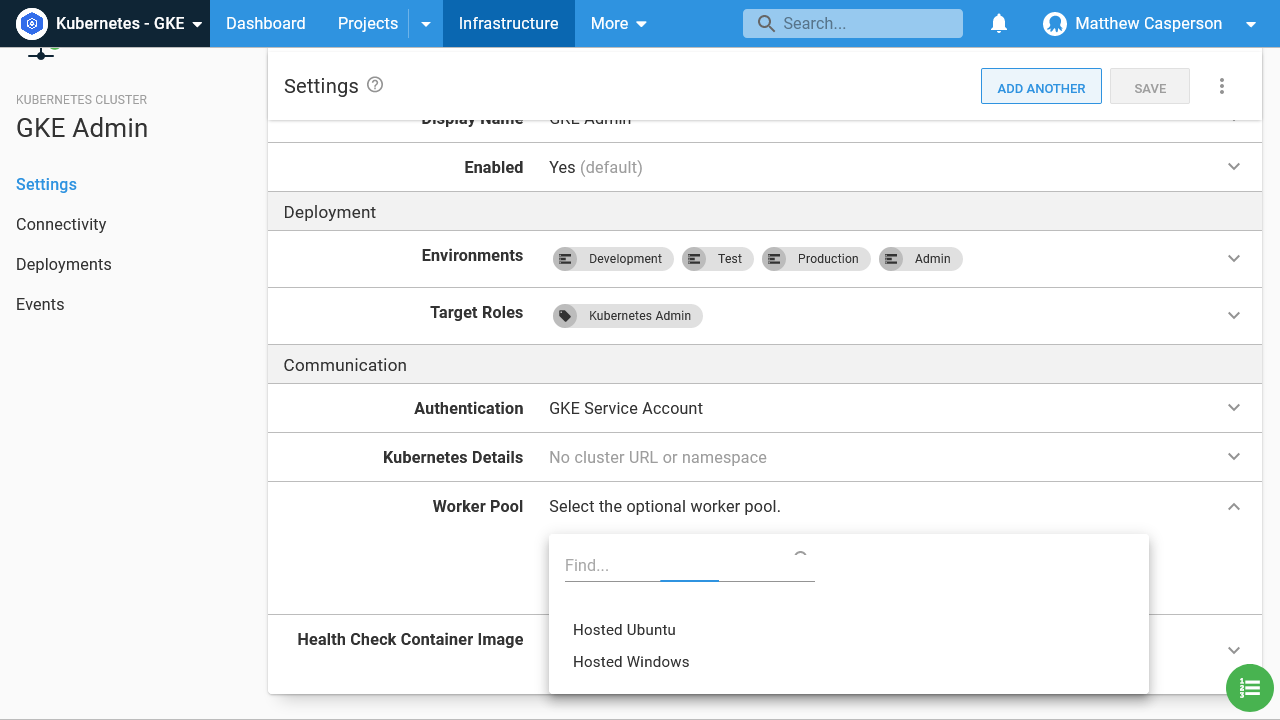 Kubernetes - GKE
Dashboard
Projects
Infrastructure
More
Search...
Matthew Casperson
KUBERNETES CLUSTER
GKE Admin
Settings
Connectivity
Deployments
Events
Settings
ADD ANOTHER
SAVE
Display Name GKE Admin
Enabled Yes (default)
Deployment
Environments Development Test Production Admin
Target Roles Kubernetes Admin
Communication
Authentication GKE Service Account
Kubernetes Details No cluster URL or namespace
Worker Pool Select the optional worker pool.
Find...
Hosted Ubuntu
Hosted Windows
Health Check Container Image